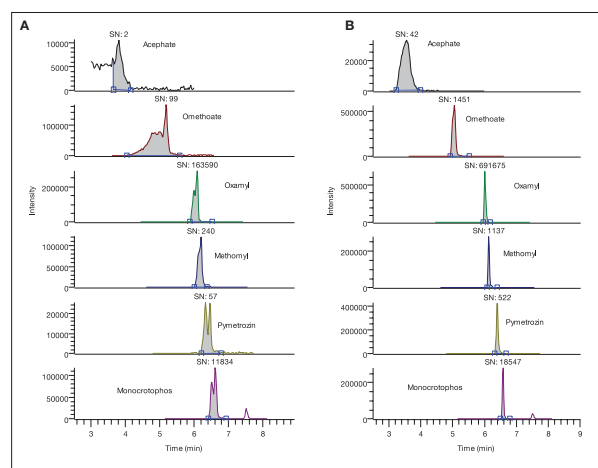 A
SN: 2
Acephate
10000
5000
0
SN: 99
Omethoate
100000
0
SN: 163590
Oxamyl
200000
0
SN: 240
Methomyl
100000
50000
0
SN: 57
Pymetrozin
20000
10000
0
SN: 11834
Monocrotophos
100000
50000
0
Intensity
3 4 5 6 7 8
Time (min)
B
SN: 42
Acephate
20000
0
SN: 1451
Omethoate
500000
0
SN: 691675
Oxamyl
500000
0
SN: 1137
Methomyl
200000
0
SN: 522
Pymetrozin
400000
200000
0
SN: 18547
Monocrotophos
200000
0
Intensity
3 4 5 6 7 8 9
Time (min)